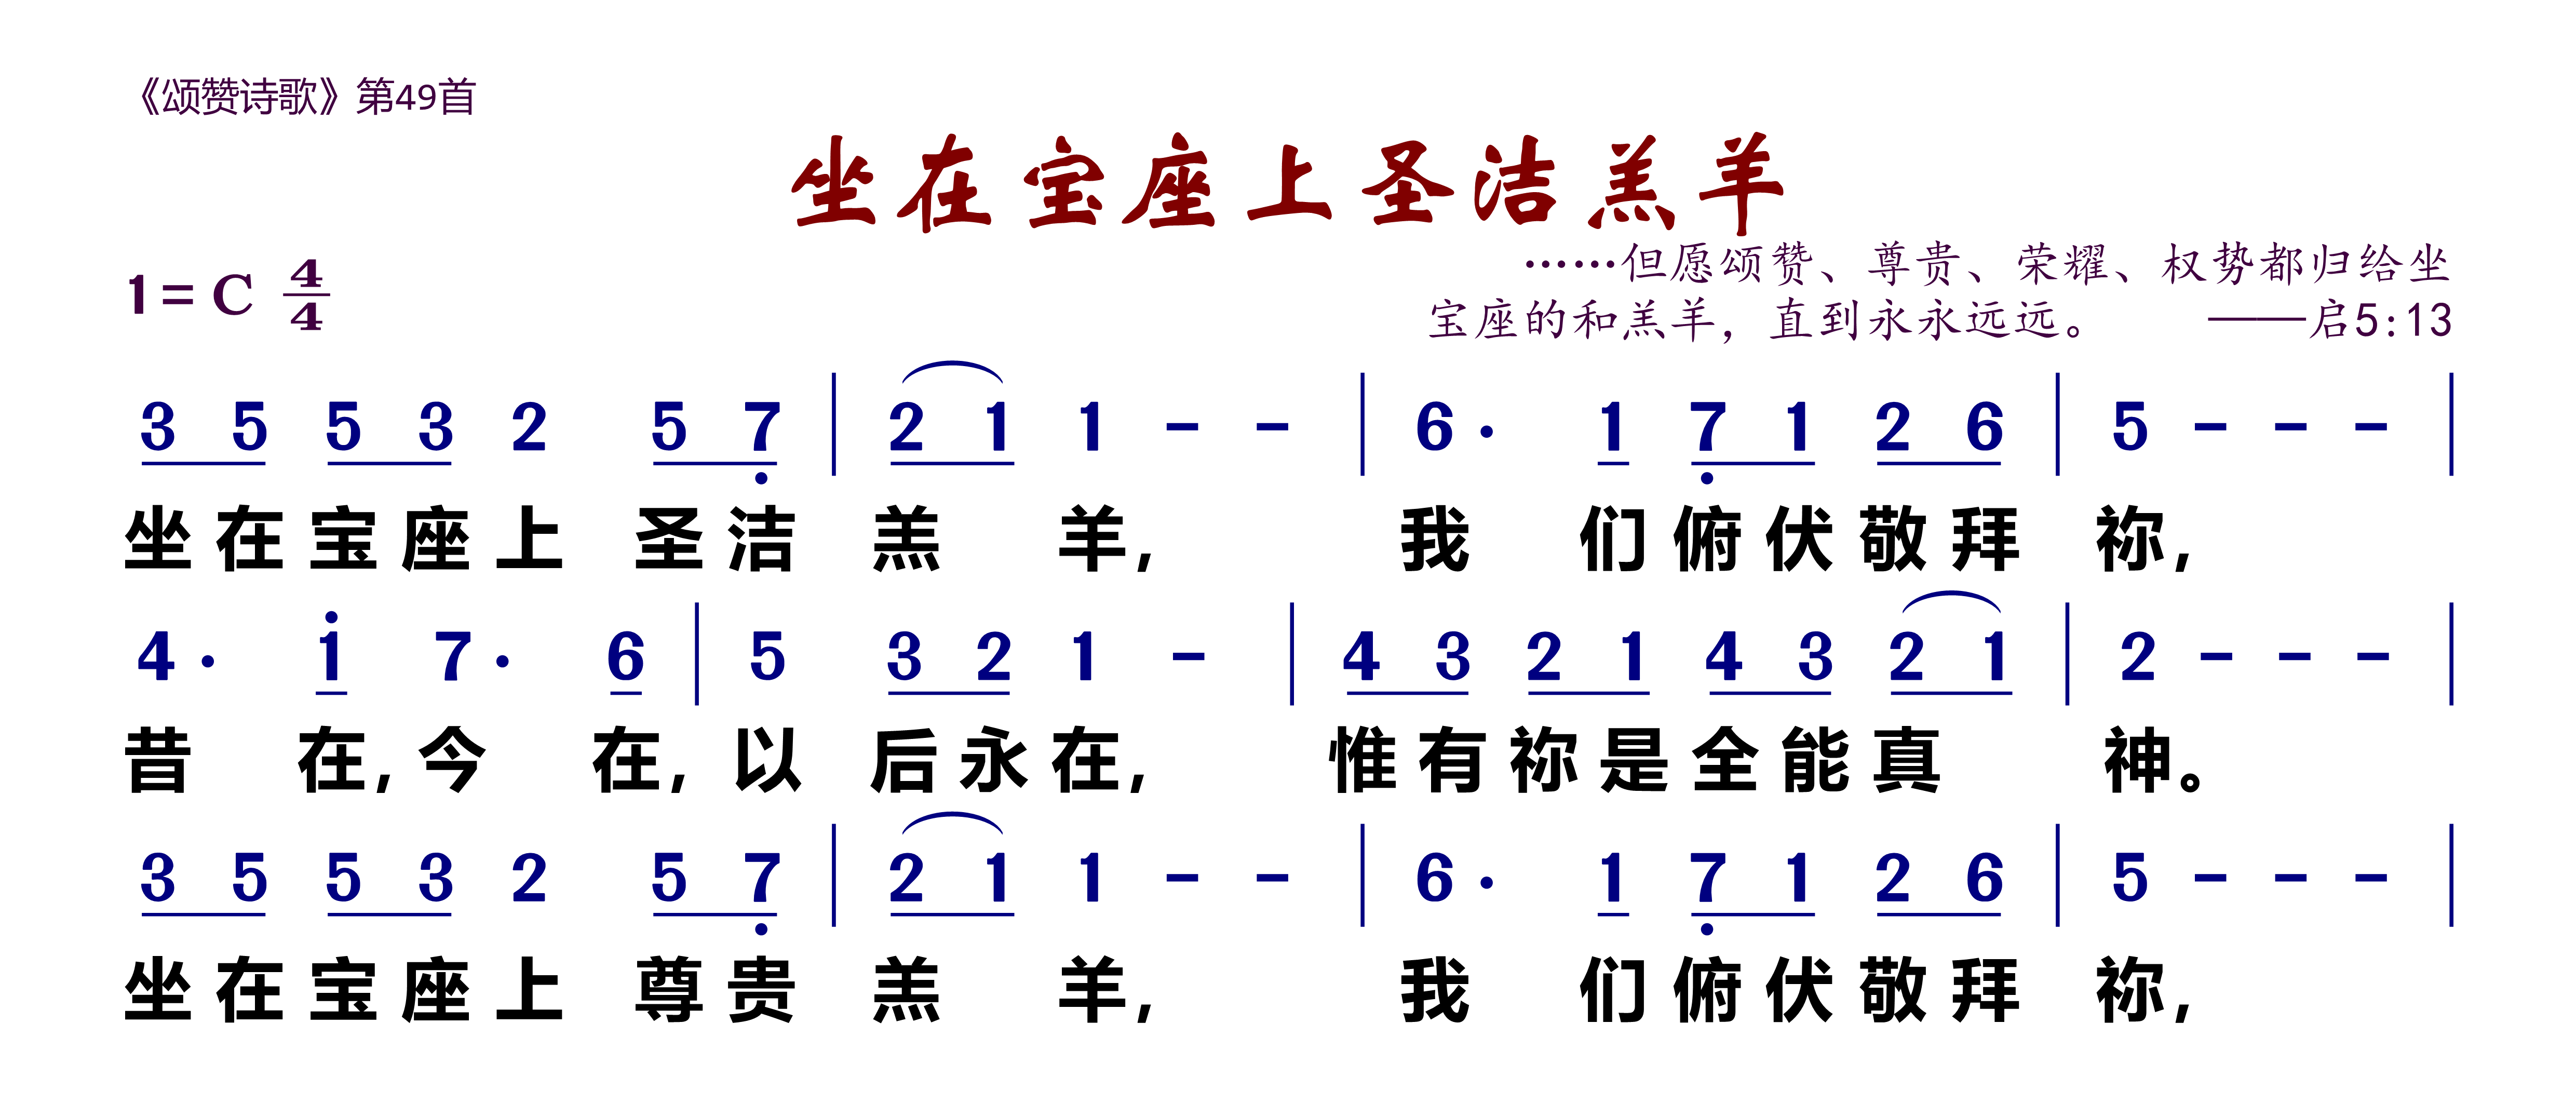 《颂赞诗歌》第49首
坐在宝座上圣洁羔羊
……但愿颂赞、尊贵、荣耀、权势都归给坐
1= C 4/4
宝座的和羔羊，直到永永远远。 ——启5:13
3 5 5 3 2 5 7̣ | 2 1 1 – – | 6· 1 7̣ 1 2 6 | 5 – – – |
坐在宝座上 圣洁 羔 羊, 我 们俯伏敬拜 祢,
4· 1̇ 7· 6 | 5 3 2 1 – | 4 3 2 1 4 3 2 1 | 2 – – – |
昔 在,今 在,以 后永在, 惟有祢是全能真 神。
3 5 5 3 2 5 7̣ | 2 1 1 – – | 6· 1 7̣ 1 2 6 | 5 – – – |
坐在宝座上 尊贵 羔 羊, 我 们俯伏敬拜 祢,